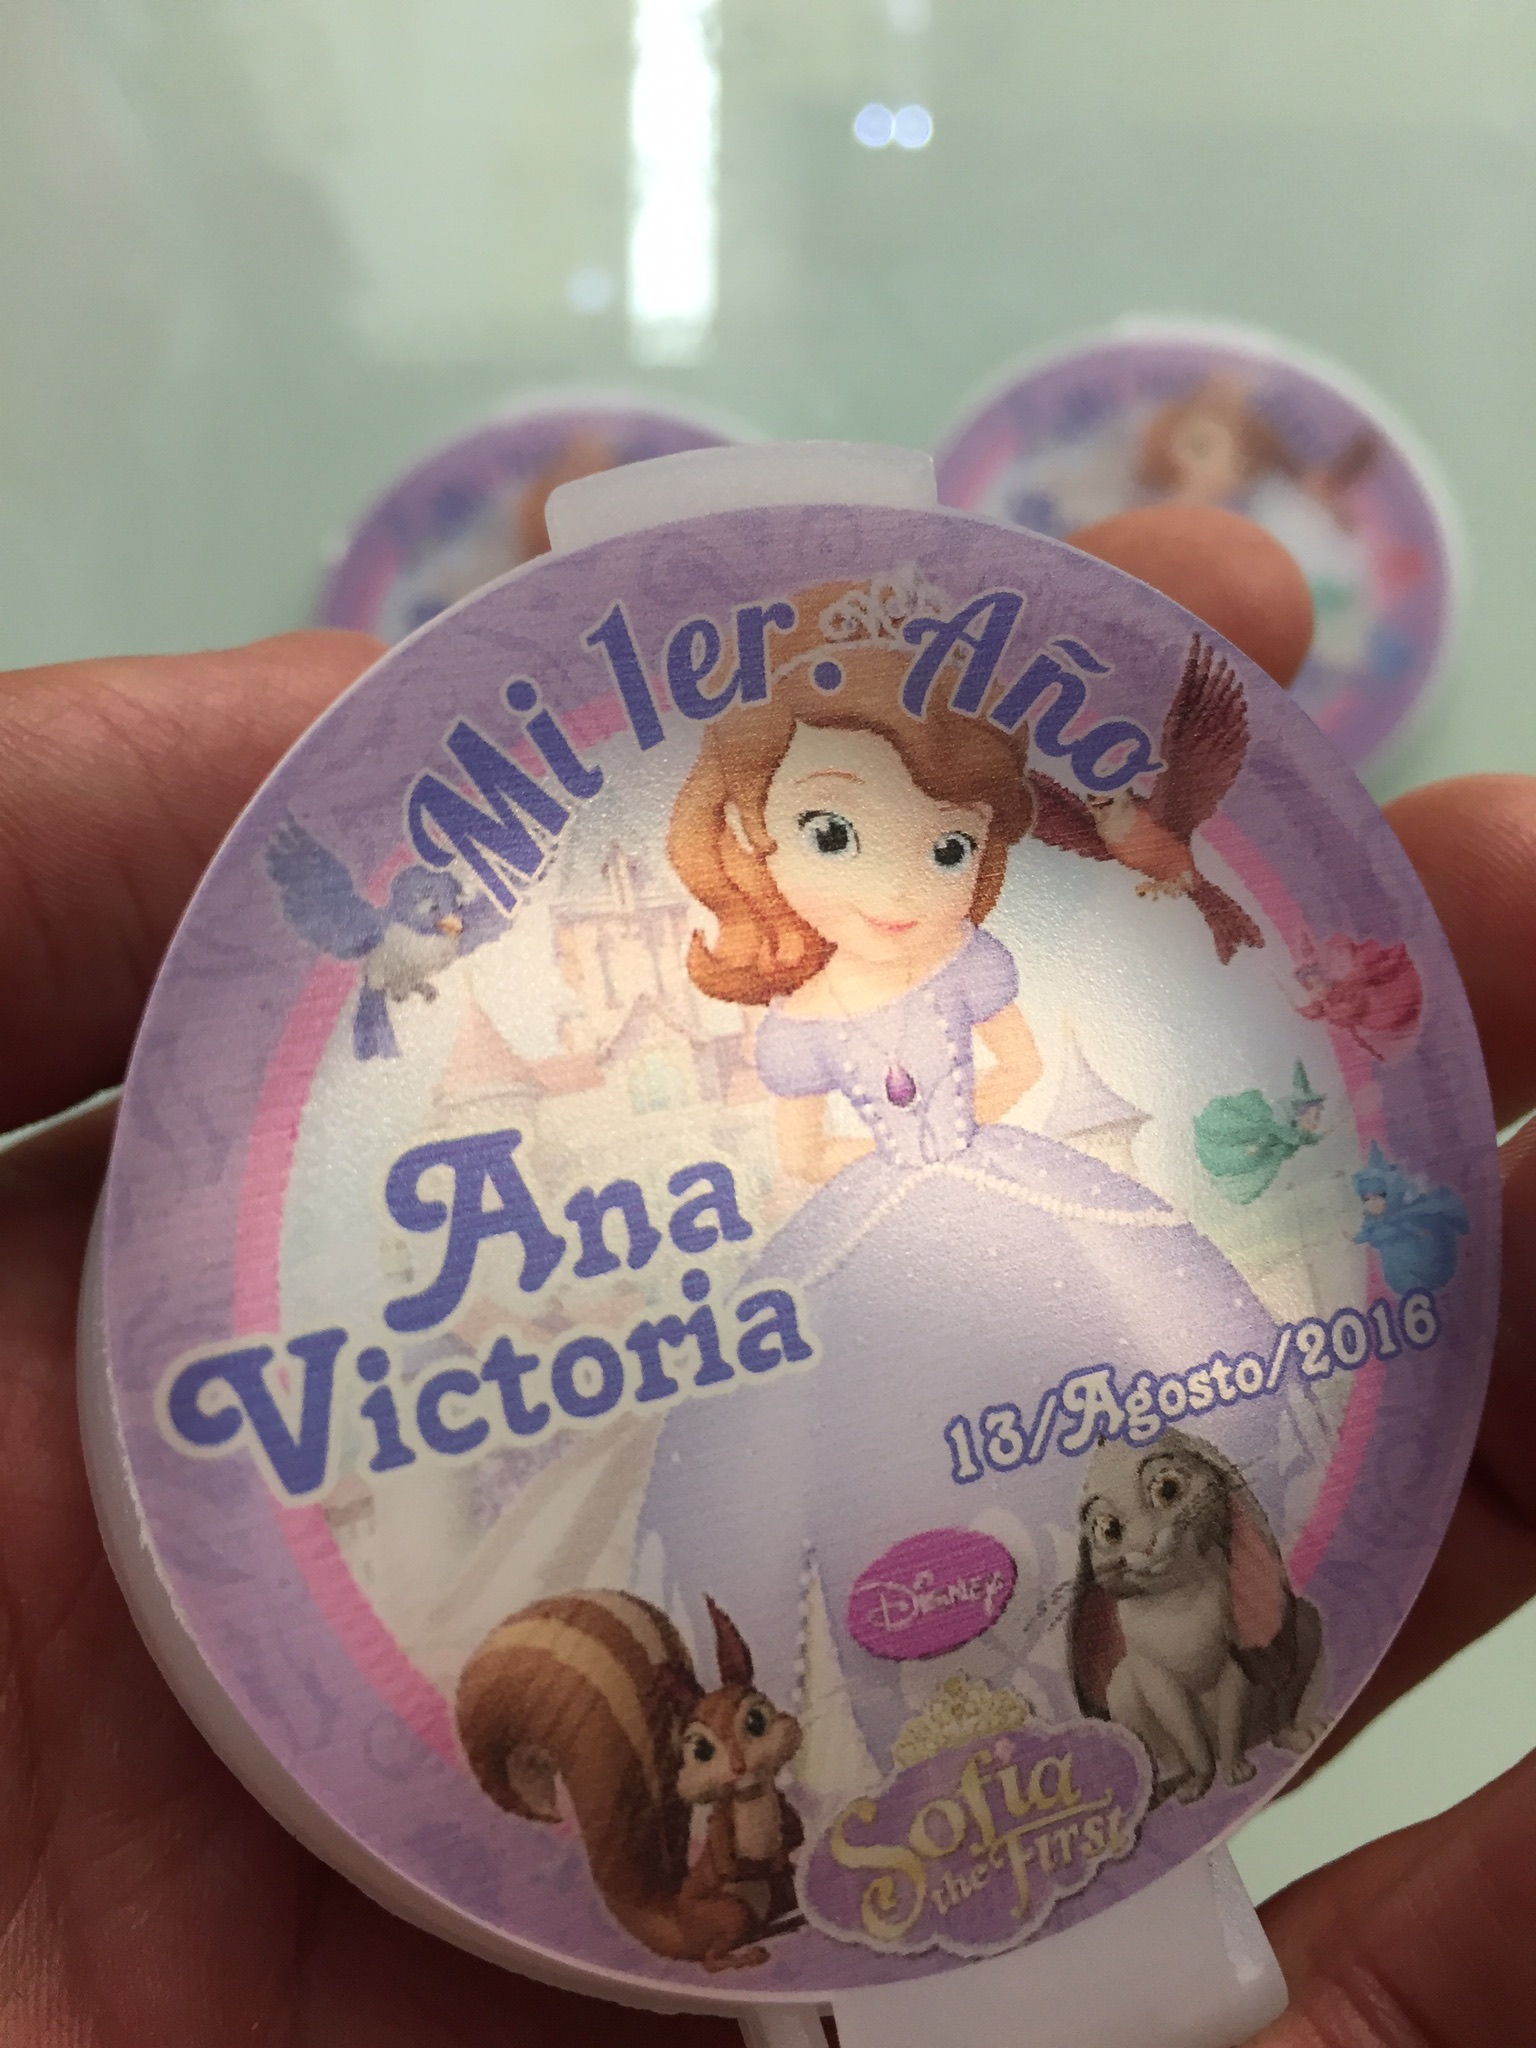 Mi 1er. Año
Ana
Victoria
13/Agosto/2016
Disney
Sofia
the First